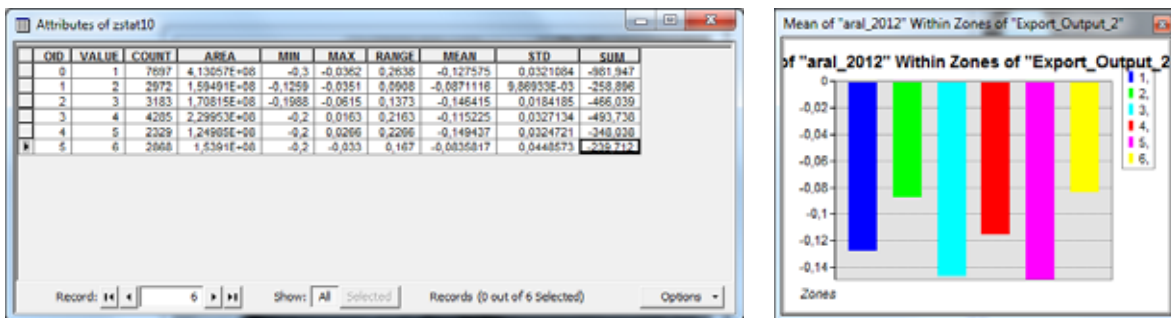 Attributes of zstat10
OID VALUE COUNT AREA MIN MAX RANGE MEAN STD SUM
0 1 7697 4,13057E+08 -0,3 -0,0362 0,2638 -0,127575 0,0321084 -981,947
1 2 2972 1,59491E+08 -0,1259 -0,0351 0,0908 -0,0871116 9,86933E-03 -258,896
2 3 3183 1,70815E+08 -0,1988 -0,0615 0,1373 -0,146415 0,0184185 -466,039
3 4 4285 2,29953E+08 -0,2 0,0163 0,2163 -0,115225 0,0327134 -493,738
4 5 2329 1,24985E+08 -0,2 0,0266 0,2266 -0,149437 0,0324721 -348,038
5 6 2868 1,5391E+08 -0,2 -0,033 0,167 -0,0835817 0,0448573 -239,712
Record: 6 Show: All Selected Records (0 out of 6 Selected) Options
Mean of "aral_2012" Within Zones of "Export_Output_2"
of "aral_2012" Within Zones of "Export_Output_2
0
-0,02
-0,04
-0,06
-0,08
-0,1
-0,12
-0,14
Zones
1,
2,
3,
4,
5,
6,